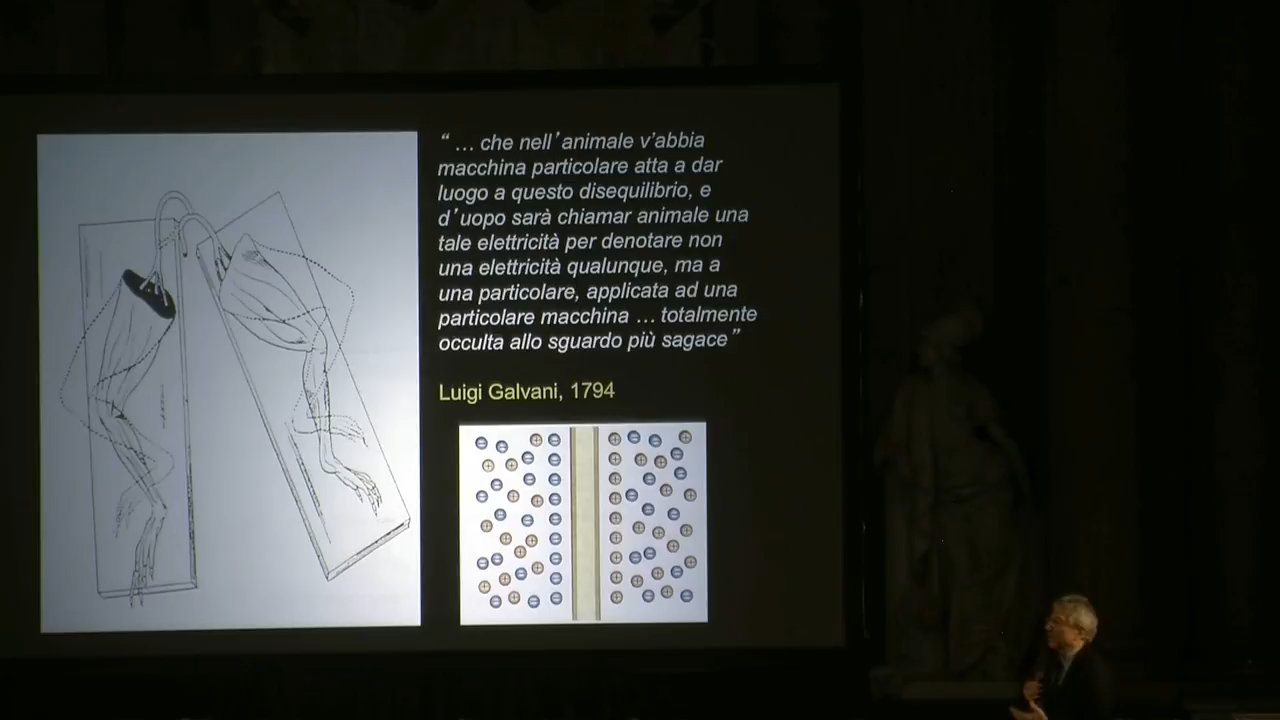 “ … che nell’animale v’abbia
macchina particolare atta a dar
luogo a questo disequilibrio, e
d’uopo sarà chiamar animale una
tale elettricità per denotare non
una elettricità qualunque, ma a
una particolare, applicata ad una
particolare macchina … totalmente
occulta allo sguardo più sagace”
Luigi Galvani, 1794